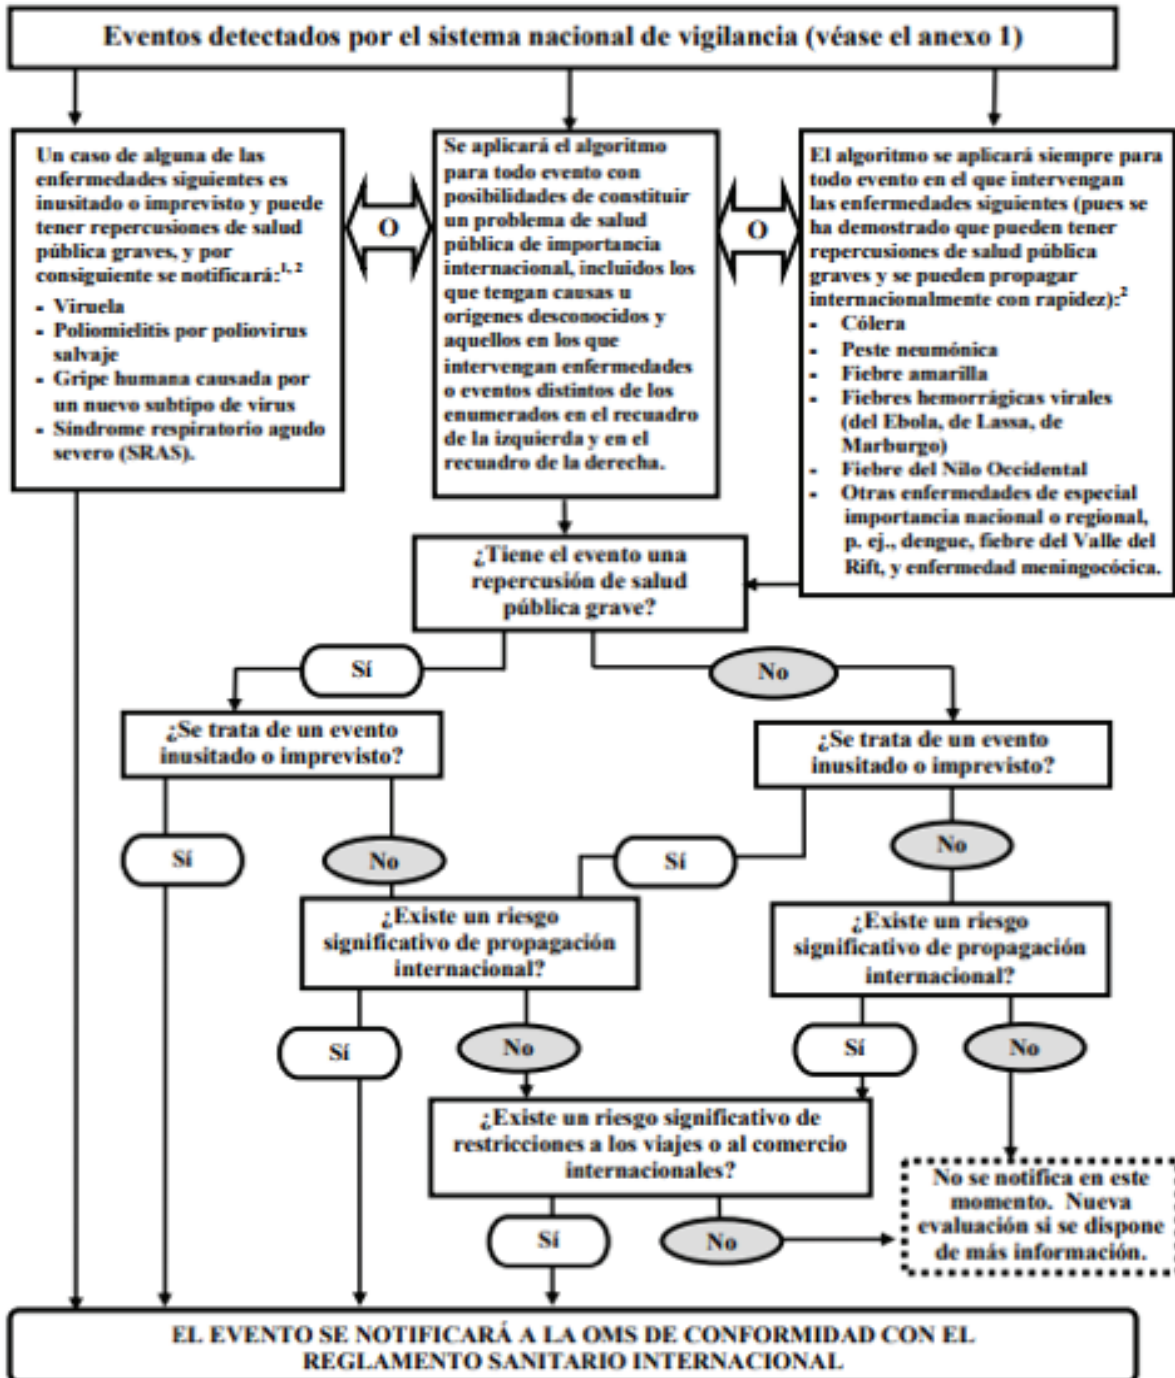 Eventos detectados por el sistema nacional de vigilancia (véase el anexo 1)
Un caso de alguna de las
enfermedades siguientes es
inusitado o imprevisto y puede
tener repercusiones de salud
pública graves, y por
consiguiente se notificará:1, 2
- Viruela
- Poliomielitis por poliovirus
salvaje
- Gripe humana causada por
un nuevo subtipo de virus
- Síndrome respiratorio agudo
severo (SRAS).
O
Se aplicará el algoritmo
para todo evento con
posibilidades de constituir
un problema de salud
pública de importancia
internacional, incluidos los
que tengan causas u
orígenes desconocidos y
aquellos en los que
intervengan enfermedades
o eventos distintos de los
enumerados en el recuadro
de la izquierda y en el
recuadro de la derecha.
O
El algoritmo se aplicará siempre para
todo evento en el que intervengan
las enfermedades siguientes (pues se
ha demostrado que pueden tener
repercusiones de salud pública
graves y se pueden propagar
internacionalmente con rapidez):2
- Cólera
- Peste neumónica
- Fiebre amarilla
- Fiebres hemorrágicas virales
(del Ebola, de Lassa, de
Marburgo)
- Fiebre del Nilo Occidental
- Otras enfermedades de especial
importancia nacional o regional,
p. ej., dengue, fiebre del Valle del
Rift, y enfermedad meningocócica.
¿Tiene el evento una
repercusión de salud
pública grave?
Sí
No
¿Se trata de un evento
inusitado o imprevisto?
¿Se trata de un evento
inusitado o imprevisto?
Sí
No
Sí
No
¿Existe un riesgo
significativo de propagación
internacional?
¿Existe un riesgo
significativo de propagación
internacional?
Sí
No
Sí
No
¿Existe un riesgo significativo de
restricciones a los viajes o al comercio
internacionales?
No se notifica en este
momento. Nueva
evaluación si se dispone
de más información.
Sí
No
EL EVENTO SE NOTIFICARÁ A LA OMS DE CONFORMIDAD CON EL
REGLAMENTO SANITARIO INTERNACIONAL